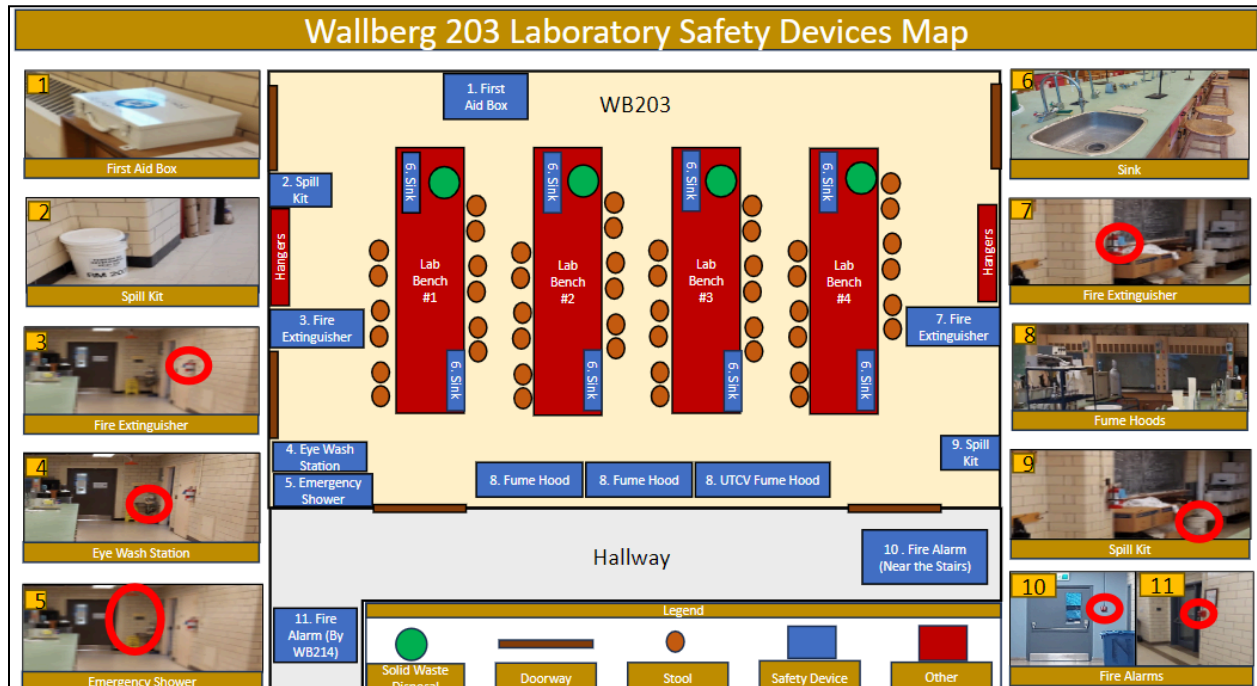 Wallberg 203 Laboratory Safety Devices Map
1
First Aid Box
2
Spill Kit
3
Fire Extinguisher
4
Eye Wash Station
5
Emergency Shower
1. First
Aid Box
WB203
2. Spill
Kit
Hangers
3. Fire
Extinguisher
4. Eye Wash
Station
5. Emergency
Shower
6. Sink
Lab
Bench
#1
6. Sink
6. Sink
Lab
Bench
#2
6. Sink
6. Sink
Lab
Bench
#3
6. Sink
6. Sink
Lab
Bench
#4
6. Sink
Hangers
7. Fire
Extinguisher
9. Spill
Kit
8. Fume Hood
8. Fume Hood
8. UTCV Fume Hood
Hallway
10 . Fire Alarm
(Near the Stairs)
11. Fire
Alarm (By
WB214)
Legend
Solid Waste
Disposal
Doorway
Stool
Safety Device
Other
6
Sink
7
Fire Extinguisher
8
Fume Hoods
9
Spill Kit
10
11
Fire Alarms